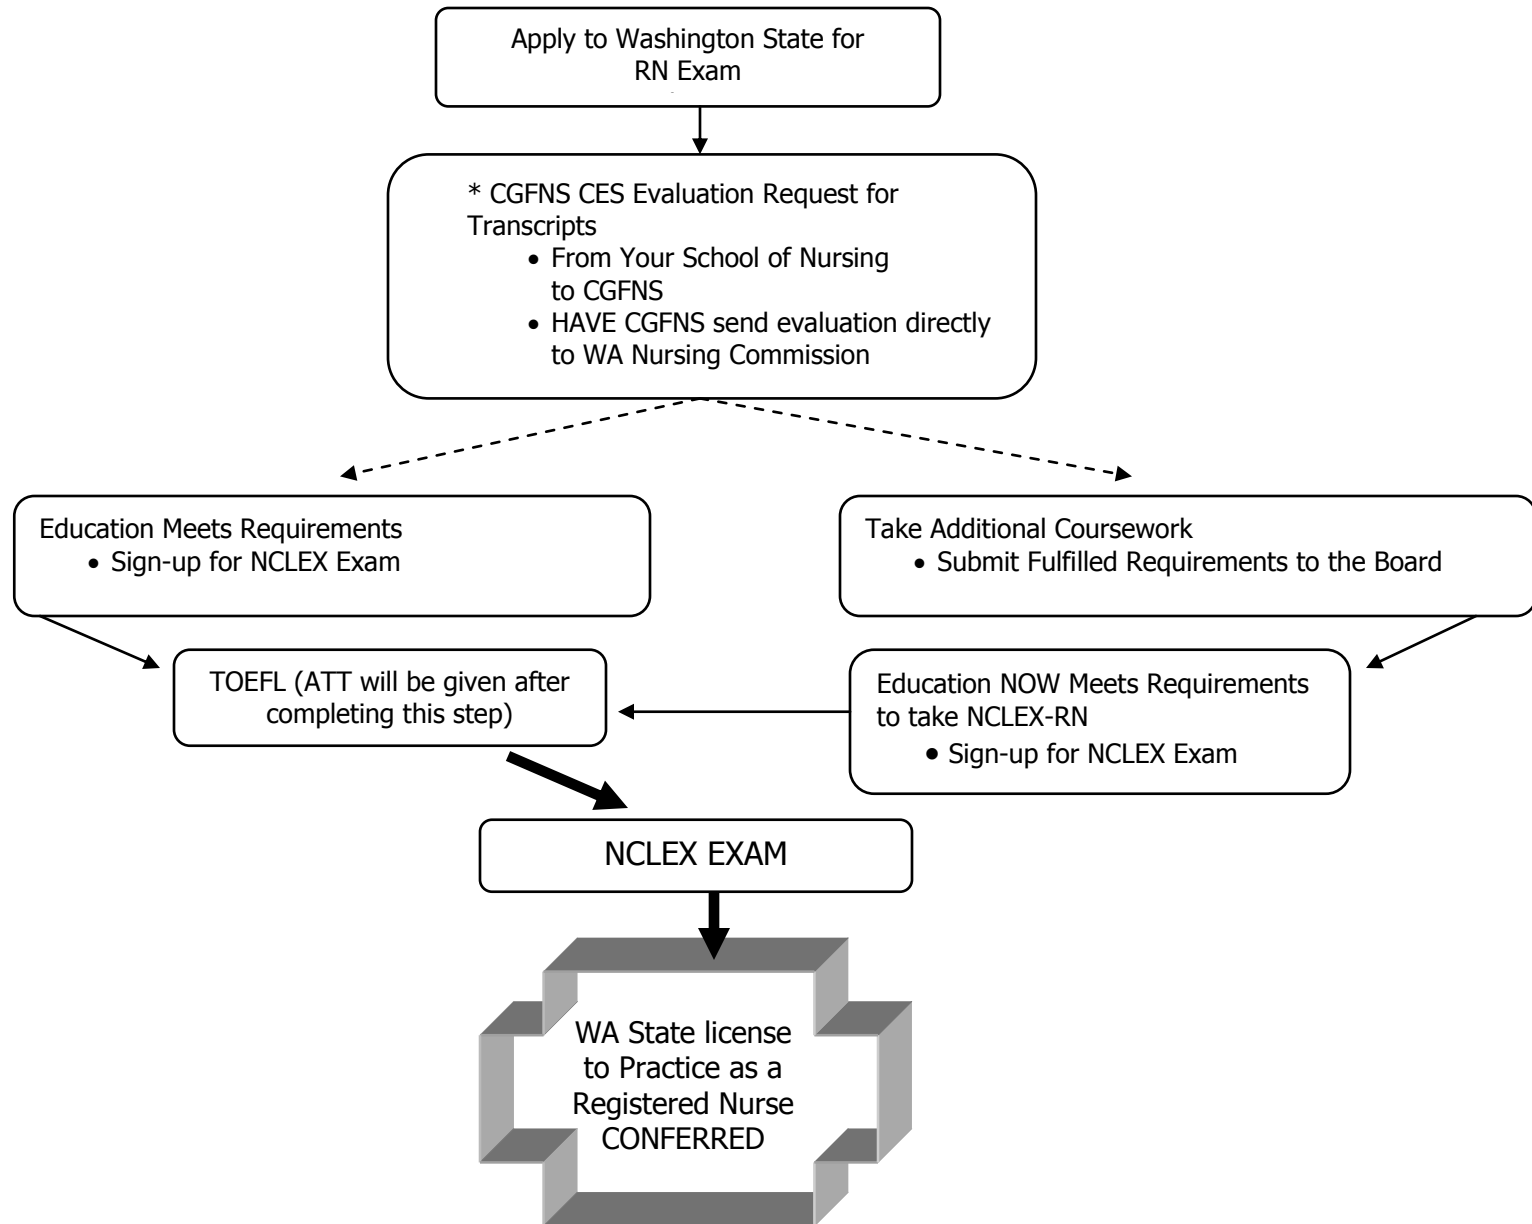 Apply to Washington State for
RN Exam
* CGFNS CES Evaluation Request for
Transcripts
• From Your School of Nursing
to CGFNS
• HAVE CGFNS send evaluation directly
to WA Nursing Commission
Education Meets Requirements
• Sign-up for NCLEX Exam
Take Additional Coursework
• Submit Fulfilled Requirements to the Board
TOEFL (ATT will be given after
completing this step)
Education NOW Meets Requirements
to take NCLEX-RN
• Sign-up for NCLEX Exam
NCLEX EXAM
WA State license
to Practice as a
Registered Nurse
CONFERRED